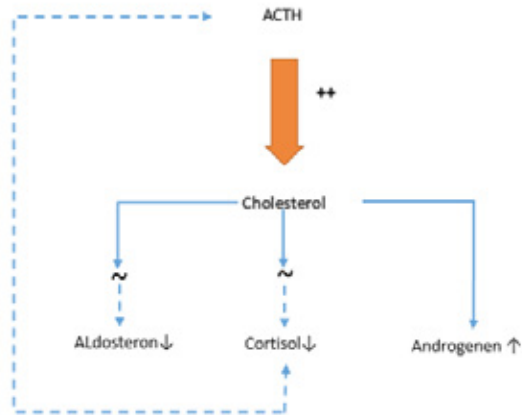 ACTH
++
Cholesterol
~ ~
ALdosteron↓ Cortisol↓ Androgenen ↑